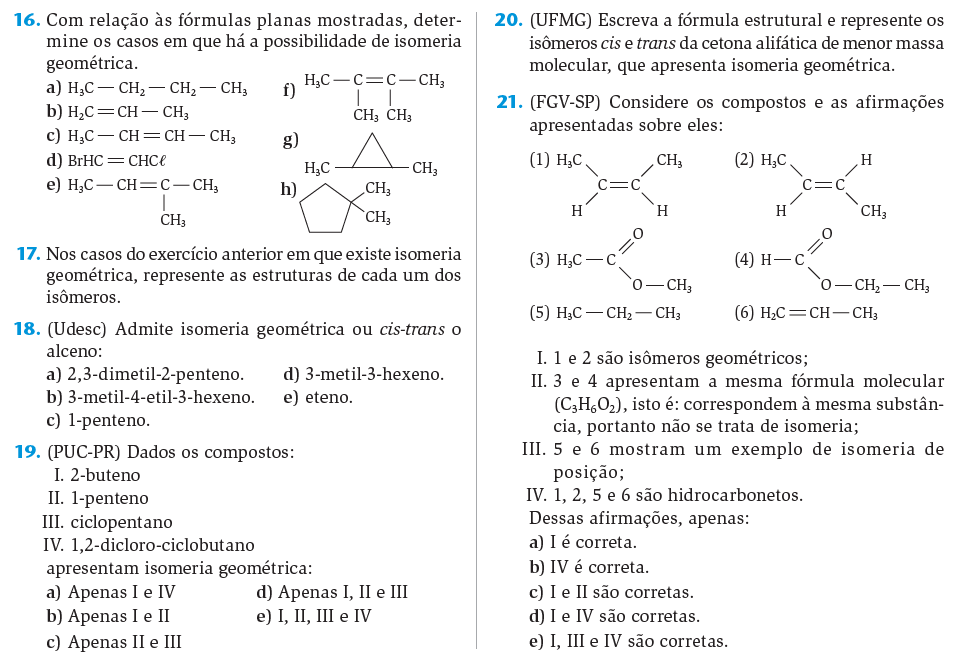 16. Com relação às fórmulas planas mostradas, deter-
mine os casos em que há a possibilidade de isomeria
geométrica.
a) H₃C — CH₂ — CH₂ — CH₃
b) H₂C = CH — CH₃
c) H₃C — CH = CH — CH₃
d) BrHC = CHCℓ
e) H₃C — CH = C — CH₃
|
CH₃
f) H₃C — C = C — CH₃
| |
CH₃ CH₃
g)
H₃C — — CH₃
h) CH₃
CH₃
17. Nos casos do exercício anterior em que existe isomeria
geométrica, represente as estruturas de cada um dos
isômeros.
18. (Udesc) Admite isomeria geométrica ou cis-trans o
alceno:
a) 2,3-dimetil-2-penteno. d) 3-metil-3-hexeno.
b) 3-metil-4-etil-3-hexeno. e) eteno.
c) 1-penteno.
19. (PUC-PR) Dados os compostos:
I. 2-buteno
II. 1-penteno
III. ciclopentano
IV. 1,2-dicloro-ciclobutano
apresentam isomeria geométrica:
a) Apenas I e IV d) Apenas I, II e III
b) Apenas I e II e) I, II, III e IV
c) Apenas II e III
20. (UFMG) Escreva a fórmula estrutural e represente os
isômeros cis e trans da cetona alifática de menor massa
molecular, que apresenta isomeria geométrica.
21. (FGV-SP) Considere os compostos e as afirmações
apresentadas sobre eles:
(1) H₃C CH₃
C = C
H H
(2) H₃C H
C = C
H CH₃
O
(3) H₃C — C
O — CH₃
O
(4) H — C
O — CH₂ — CH₃
(5) H₃C — CH₂ — CH₃ (6) H₂C = CH — CH₃
I. 1 e 2 são isômeros geométricos;
II. 3 e 4 apresentam a mesma fórmula molecular
(C₃H₆O₂), isto é: correspondem à mesma substân-
cia, portanto não se trata de isomeria;
III. 5 e 6 mostram um exemplo de isomeria de
posição;
IV. 1, 2, 5 e 6 são hidrocarbonetos.
Dessas afirmações, apenas:
a) I é correta.
b) IV é correta.
c) I e II são corretas.
d) I e IV são corretas.
e) I, III e IV são corretas.